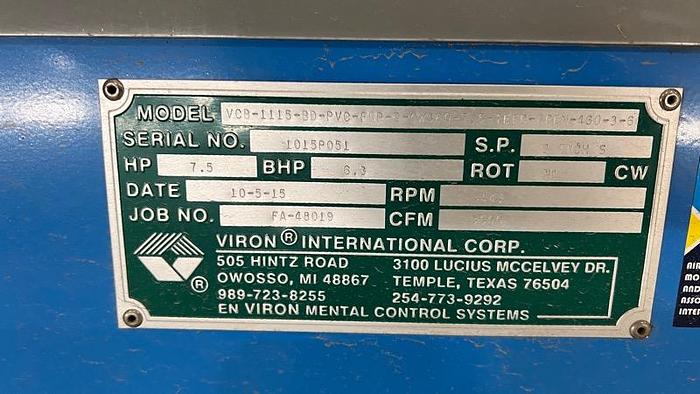 MODEL
SERIAL NO. 1015P051 S.P.
HP 7.5 BHP 6.3 ROT CW
DATE 10-5-15 RPM
JOB NO. FA-48019 CFM
VIRON ® INTERNATIONAL CORP.
505 HINTZ ROAD 3100 LUCIUS MCCELVEY DR.
OWOSSO, MI 48867 TEMPLE, TEXAS 76504
989-723-8255 254-773-9292
EN VIRON MENTAL CONTROL SYSTEMS
®
AIR
AND